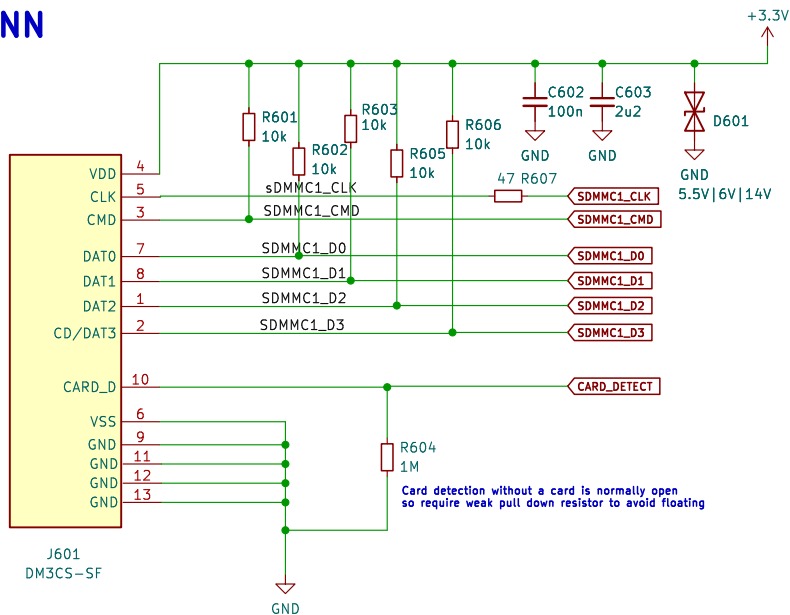 NN
+3.3V
R601
10k
R602
10k
R603
10k
R605
10k
R606
10k
C602
100n
GND
C603
2u2
GND
D601
GND
5.5V|6V|14V
VDD 4
CLK 5 sDMMC1_CLK 47 R607 SDMMC1_CLK
CMD 3 SDMMC1_CMD SDMMC1_CMD
DAT0 7 SDMMC1_D0 SDMMC1_D0
DAT1 8 SDMMC1_D1 SDMMC1_D1
DAT2 1 SDMMC1_D2 SDMMC1_D2
CD/DAT3 2 SDMMC1_D3 SDMMC1_D3
CARD_D 10 CARD_DETECT
VSS 6
GND 9
GND 11
GND 12
GND 13
R604
1M
Card detection without a card is normally open
so require weak pull down resistor to avoid floating
J601
DM3CS-SF
GND